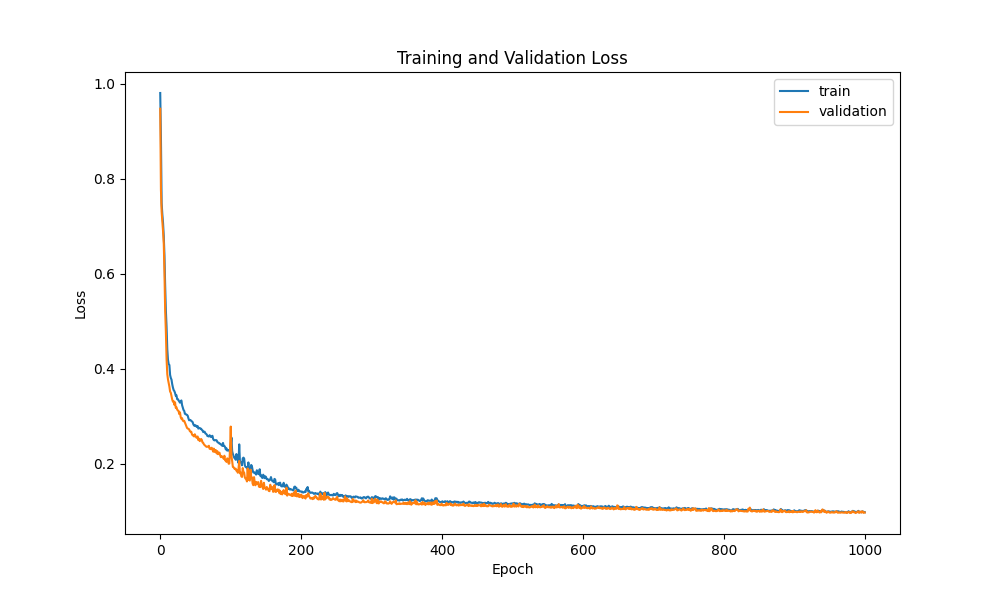 Training and Validation Loss
train
validation
1.0
0.8
0.6
0.4
0.2
Loss
0 200 400 600 800 1000
Epoch